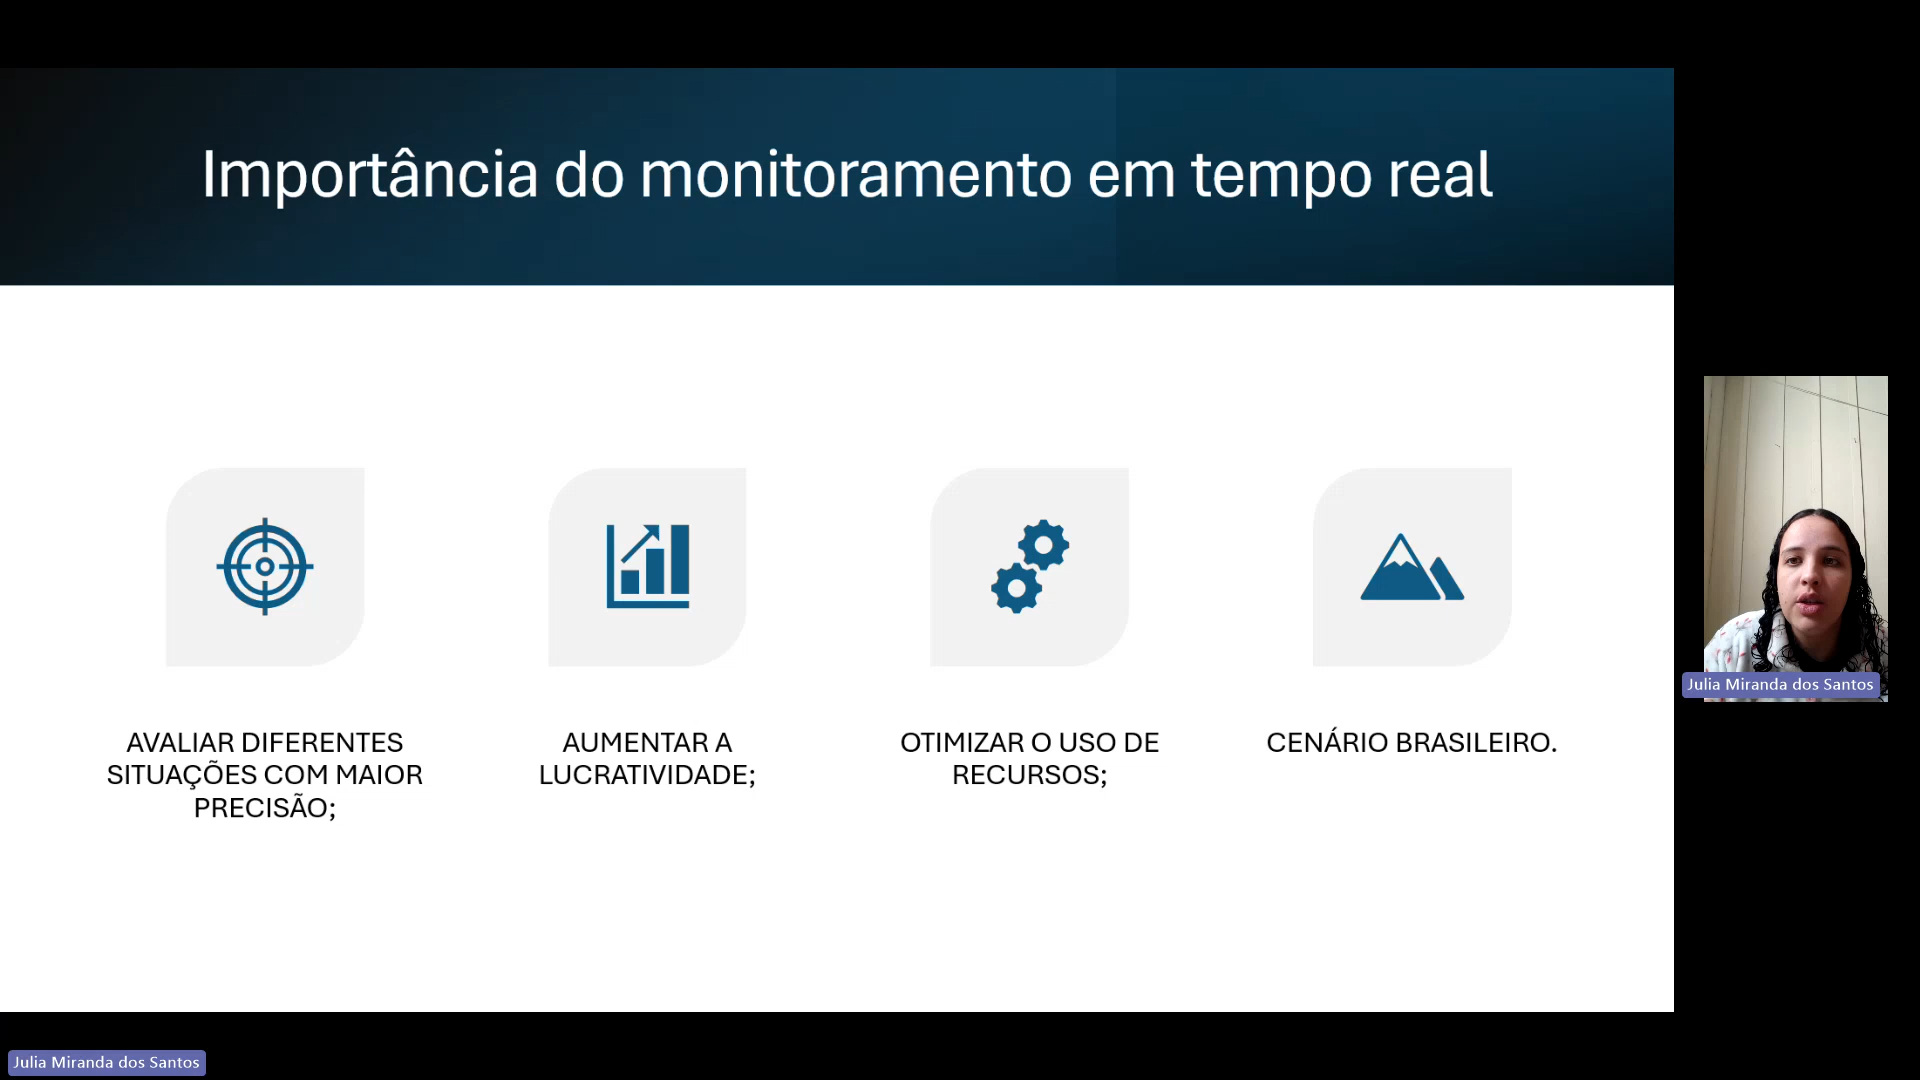 Importância do monitoramento em tempo real
AVALIAR DIFERENTES
SITUAÇÕES COM MAIOR
PRECISÃO;
AUMENTAR A
LUCRATIVIDADE;
OTIMIZAR O USO DE
RECURSOS;
CENÁRIO BRASILEIRO.
Julia Miranda dos Santos
Julia Miranda dos Santos